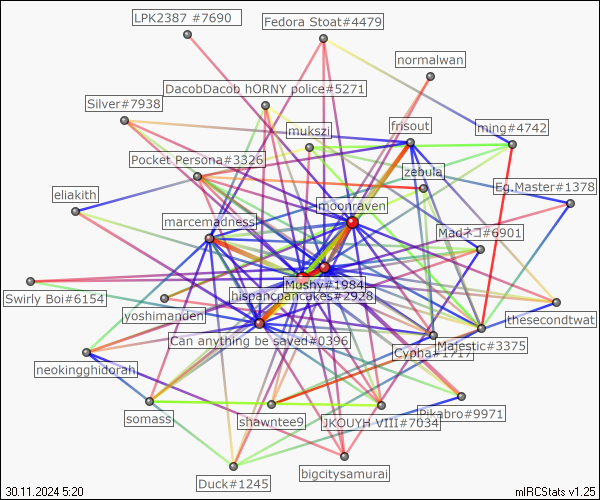 LPK2387 #7690
Fedora Stoat#4479
normalwan
DacobDacob hORNY police#5271
Silver#7938
mukszi
frisout
ming#4742
Pocket Persona#3326
zebula
Eg.Master#1378
eliakith
moonraven
marcemadness
Madネコ#6901
Mushy#1984
hispancpancakes#2928
Swirly Boi#6154
yoshimanden
thesecondtwat
Can anything be saved#0396
Cypha#1717
Majestic#3375
neokingghidorah
somass
shawntee9
JKOUYH VIII#7034
Pikabro#9971
Duck#1245
bigcitysamurai
30.11.2024 5:20
mIRCStats v1.25